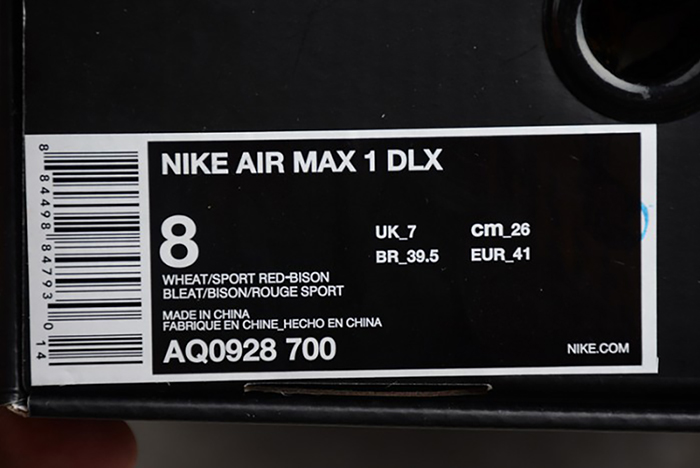 NIKE AIR MAX 1 DLX
8
UK_7 cm_26
BR_39.5 EUR_41
WHEAT/SPORT RED-BISON
BLEAT/BISON/ROUGE SPORT
MADE IN CHINA
FABRIQUE EN CHINE_HECHO EN CHINA
AQ0928 700
NIKE.COM
8 84498 84793 0 14